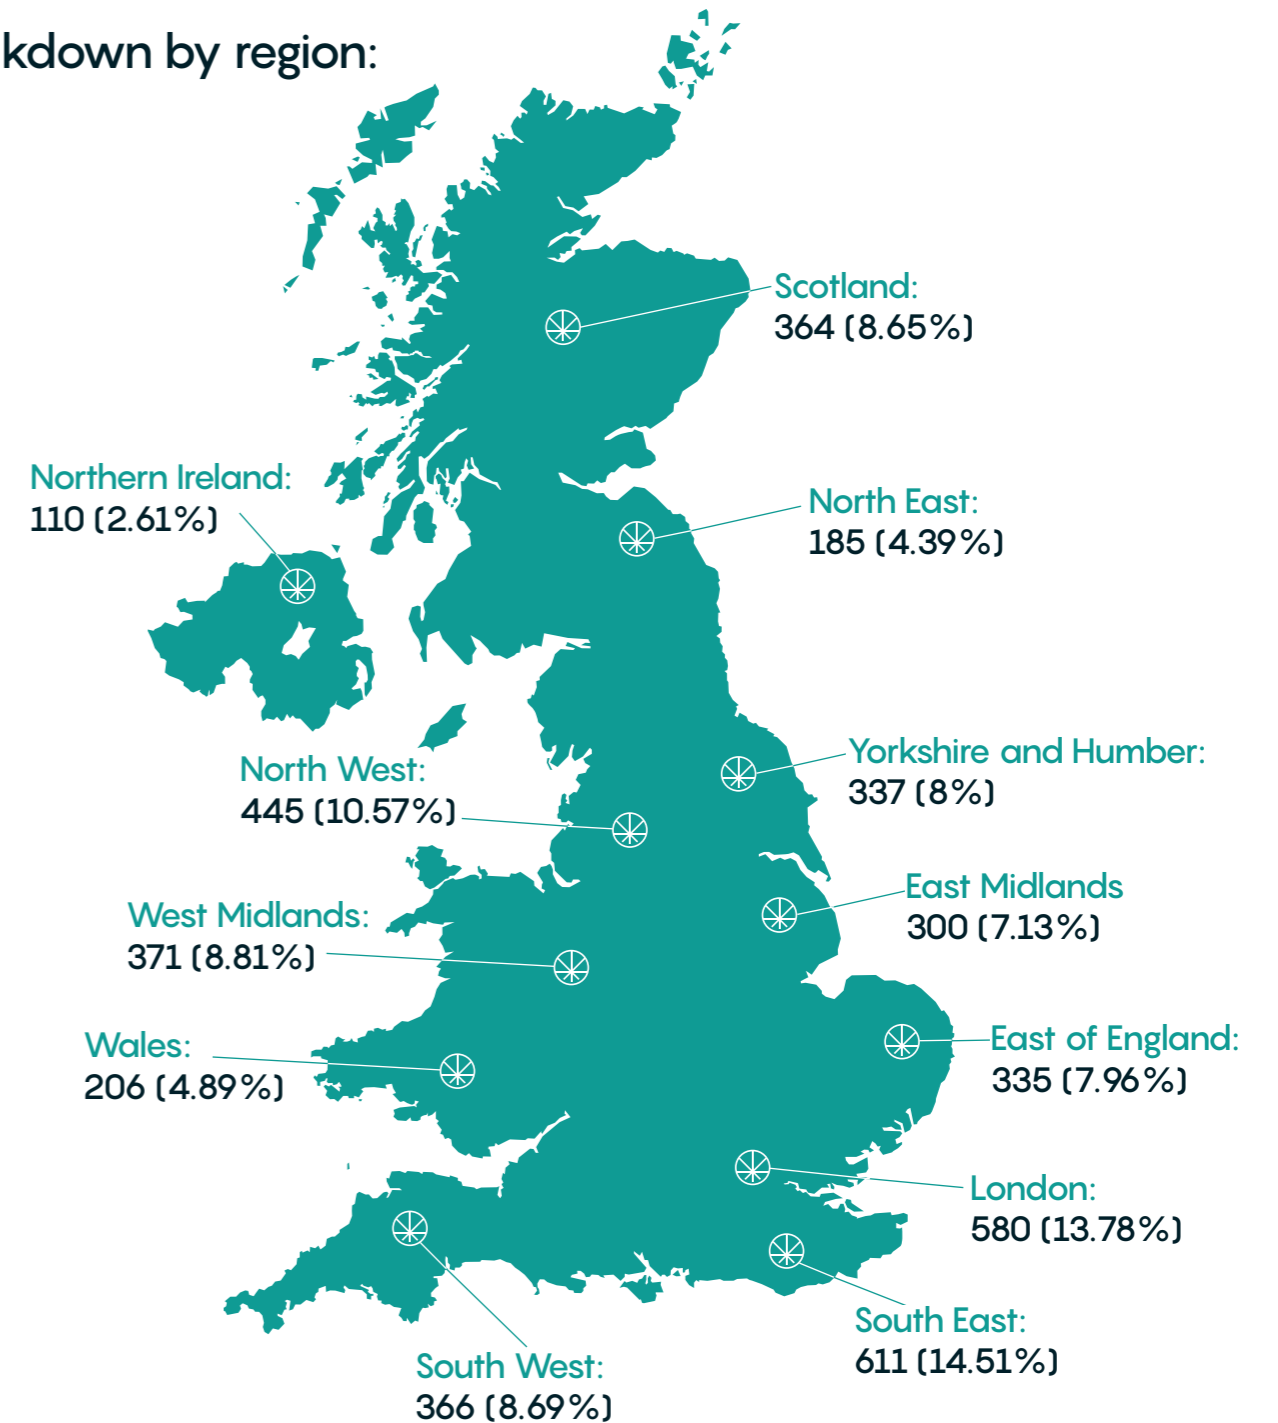 kdown by region:
Scotland:
364 (8.65%)
Northern Ireland:
110 (2.61%)
North East:
185 (4.39%)
Yorkshire and Humber:
337 (8%)
North West:
445 (10.57%)
East Midlands
300 (7.13%)
West Midlands:
371 (8.81%)
Wales:
206 (4.89%)
East of England:
335 (7.96%)
London:
580 (13.78%)
South East:
611 (14.51%)
South West:
366 (8.69%)